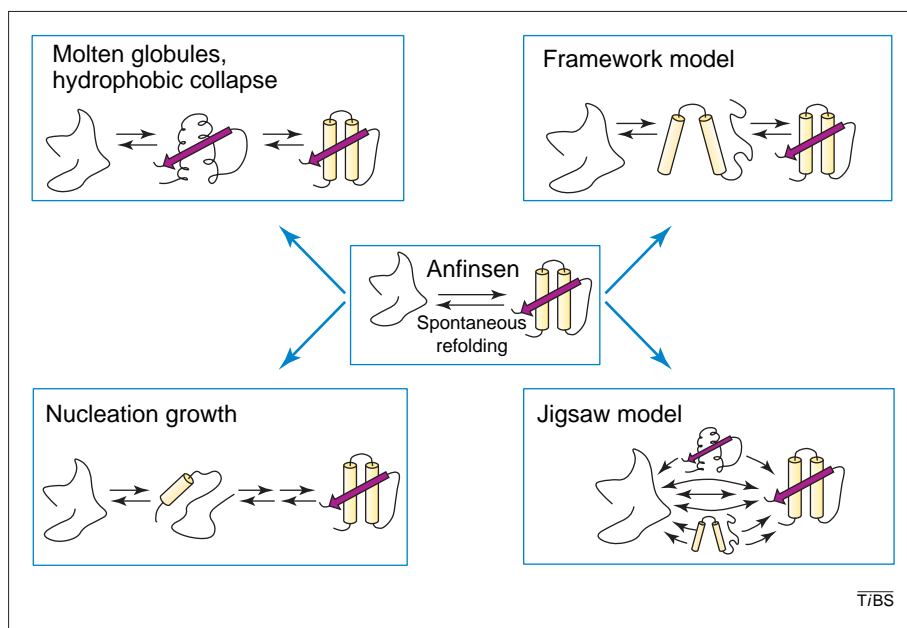 Molten globules,
hydrophobic collapse
Framework model
Anfinsen
Spontaneous
refolding
Nucleation growth
Jigsaw model
TiBS